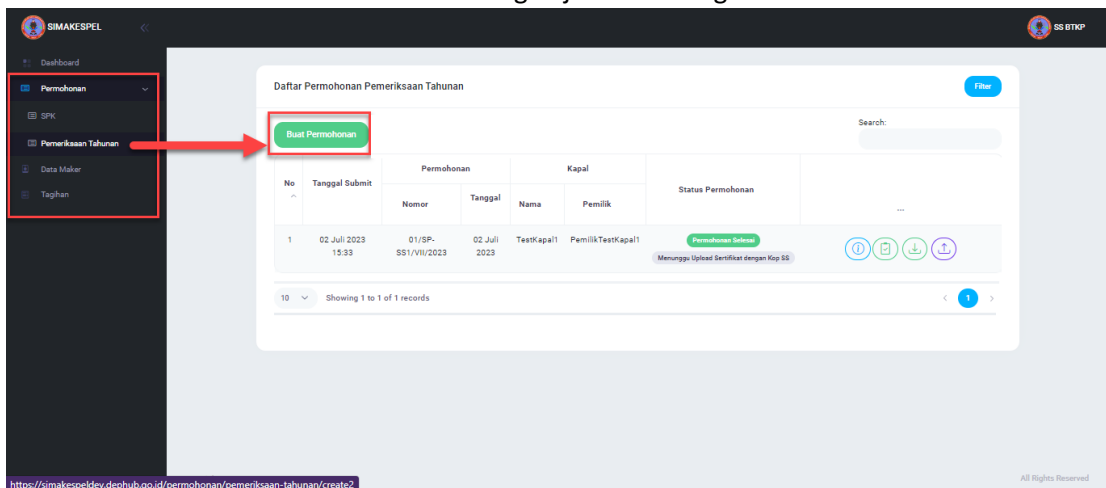 SIMAKESPEL
SS BTKP
Dashboard
Permohonan
SPK
Pemeriksaan Tahunan
Data Maker
Tagihan
Daftar Permohonan Pemeriksaan Tahunan
Filter
Buat Permohonan
Search:
No
Tanggal Submit
Permohonan
Kapal
Status Permohonan
...
Nomor
Tanggal
Nama
Pemilik
1
02 Juli 2023
15:33
01/SP-
SS1/VII/2023
02 Juli
2023
TestKapal1
PemilikTestKapal1
Permohonan Selesai
Menunggu Upload Sertifikat dengan Kop SS
10
Showing 1 to 1 of 1 records
1
All Rights Reserved
https://simakespeldev.dephub.go.id/permohonan/pemeriksaan-tahunan/create2